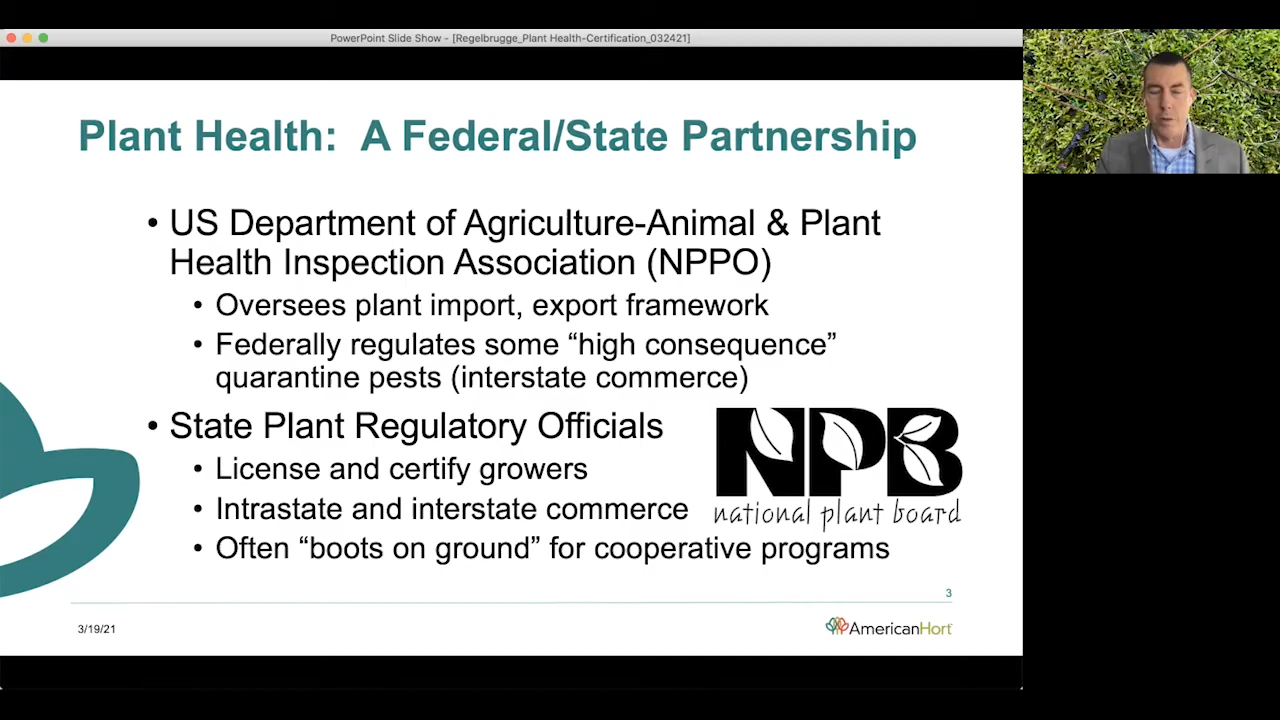 PowerPoint Slide Show - [Regelbrugge_Plant Health-Certification_032421]
Plant Health:  A Federal/State Partnership
• US Department of Agriculture-Animal & Plant
Health Inspection Association (NPPO)
• Oversees plant import, export framework
• Federally regulates some “high consequence”
quarantine pests (interstate commerce)
• State Plant Regulatory Officials
• License and certify growers
• Intrastate and interstate commerce
• Often “boots on ground” for cooperative programs
NPB
national plant board
3
3/19/21
AmericanHort